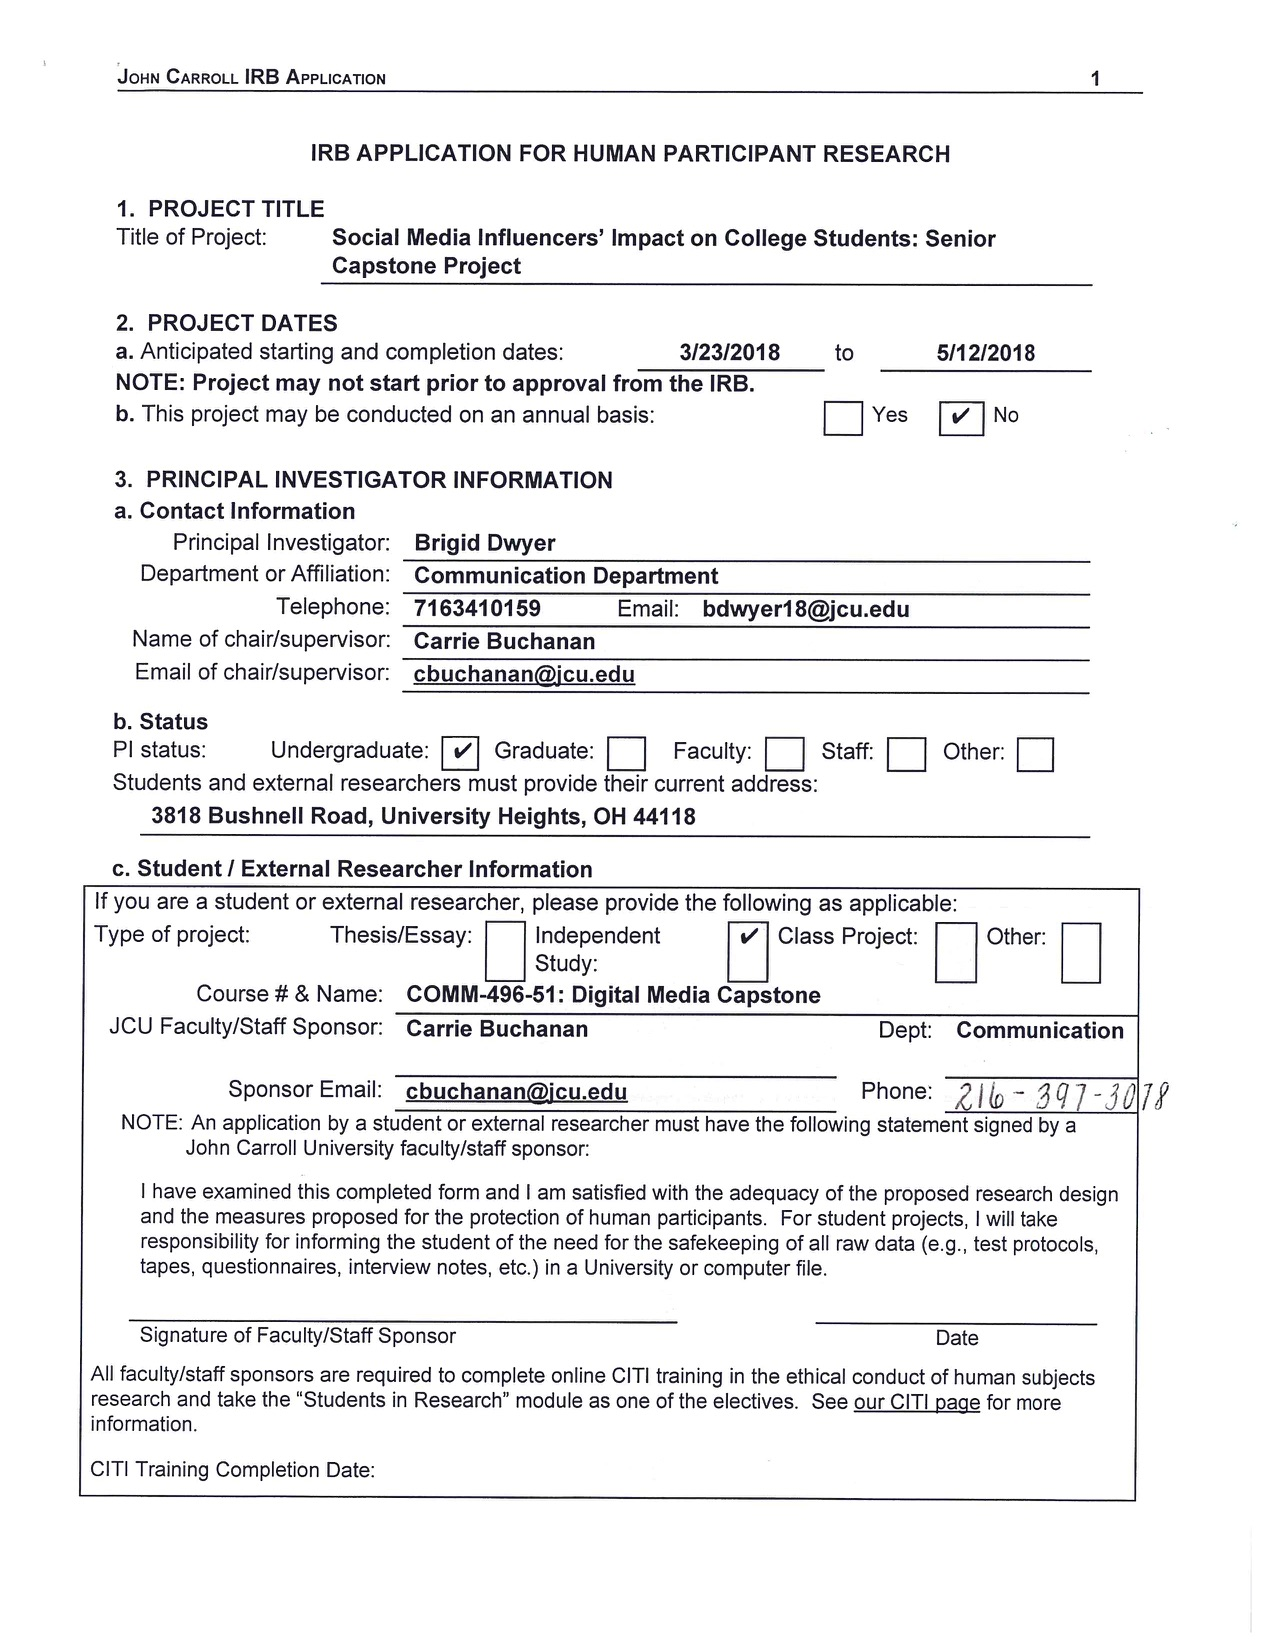 JOHN CARROLL IRB APPLICATION 1
IRB APPLICATION FOR HUMAN PARTICIPANT RESEARCH
1. PROJECT TITLE
Title of Project: Social Media Influencers' Impact on College Students: Senior
Capstone Project
2. PROJECT DATES
a. Anticipated starting and completion dates: 3/23/2018 to 5/12/2018
NOTE: Project may not start prior to approval from the IRB.
b. This project may be conducted on an annual basis: Yes ✔ No
3. PRINCIPAL INVESTIGATOR INFORMATION
a. Contact Information
Principal Investigator: Brigid Dwyer
Department or Affiliation: Communication Department
Telephone: 7163410159 Email: bdwyer18@jcu.edu
Name of chair/supervisor: Carrie Buchanan
Email of chair/supervisor: cbuchanan@jcu.edu
b. Status
PI status: Undergraduate: ✔ Graduate: Faculty: Staff: Other:
Students and external researchers must provide their current address:
3818 Bushnell Road, University Heights, OH 44118
c. Student / External Researcher Information
If you are a student or external researcher, please provide the following as applicable:
Type of project: Thesis/Essay: Independent ✔ Class Project: Other:
Study:
Course # & Name: COMM-496-51: Digital Media Capstone
JCU Faculty/Staff Sponsor: Carrie Buchanan Dept: Communication
Sponsor Email: cbuchanan@jcu.edu Phone: 216-397-3078
NOTE: An application by a student or external researcher must have the following statement signed by a
John Carroll University faculty/staff sponsor:
I have examined this completed form and I am satisfied with the adequacy of the proposed research design
and the measures proposed for the protection of human participants. For student projects, I will take
responsibility for informing the student of the need for the safekeeping of all raw data (e.g., test protocols,
tapes, questionnaires, interview notes, etc.) in a University or computer file.
Signature of Faculty/Staff Sponsor Date
All faculty/staff sponsors are required to complete online CITI training in the ethical conduct of human subjects
research and take the “Students in Research” module as one of the electives. See our CITI page for more
information.
CITI Training Completion Date: